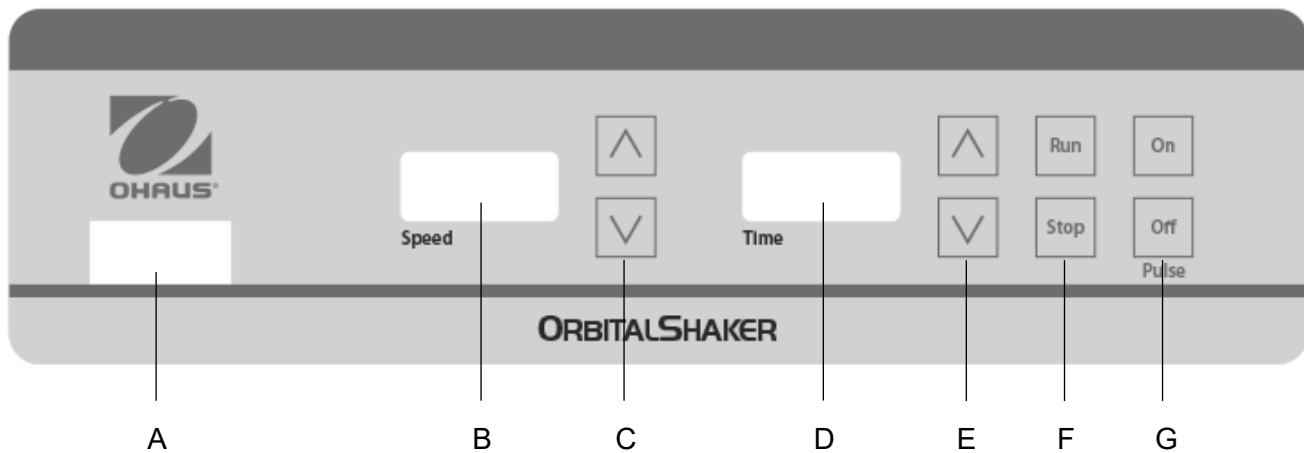 OHAUS®
Speed
Time
Run
On
Stop
Off
Pulse
ORBITALSHAKER
A B C D E F G